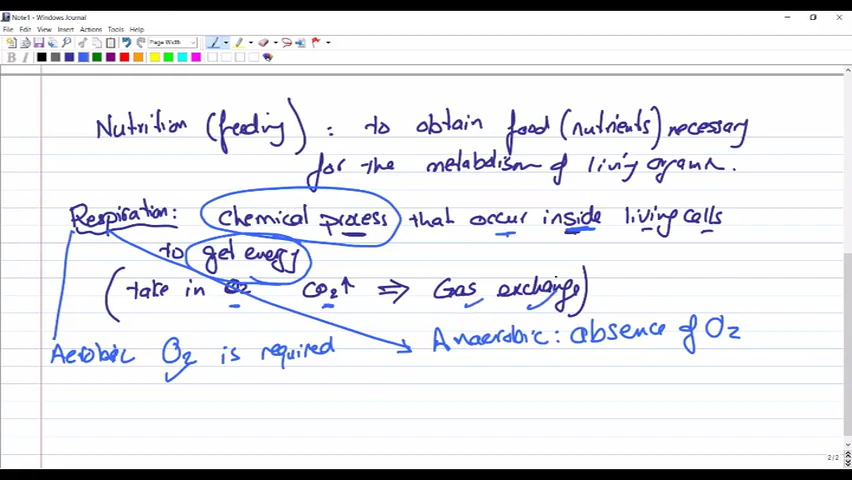 Note1 - Windows Journal
File Edit View Insert Actions Tools Help
Page Width
B I
Nutrition (feeding) : to obtain food (nutrients) necessary
for the metabolism of living organism.
Respiration: chemical process that occur inside living cells
to get energy
(take in O₂ CO₂↑ ⇒ Gas exchange)
Aerobic O₂ is required
Anaerobic: absence of O₂
2 / 2